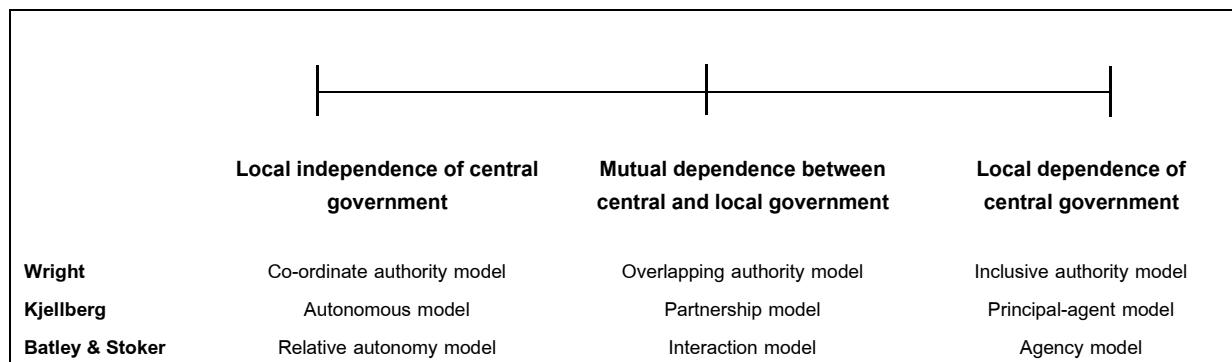 Local independence of central government
Mutual dependence between central and local government
Local dependence of central government
Wright Co-ordinate authority model Overlapping authority model Inclusive authority model
Kjellberg Autonomous model Partnership model Principal-agent model
Batley & Stoker Relative autonomy model Interaction model Agency model